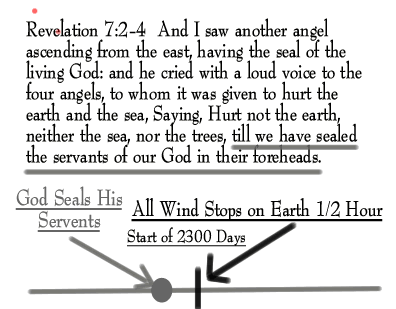 Revelation 7:2-4 And I saw another angel
ascending from the east, having the seal of the
living God: and he cried with a loud voice to the
four angels, to whom it was given to hurt the
earth and the sea, Saying, Hurt not the earth,
neither the sea, nor the trees, till we have sealed
the servants of our God in their foreheads.
God Seals His
Servents
All Wind Stops on Earth 1/2 Hour
Start of 2300 Days